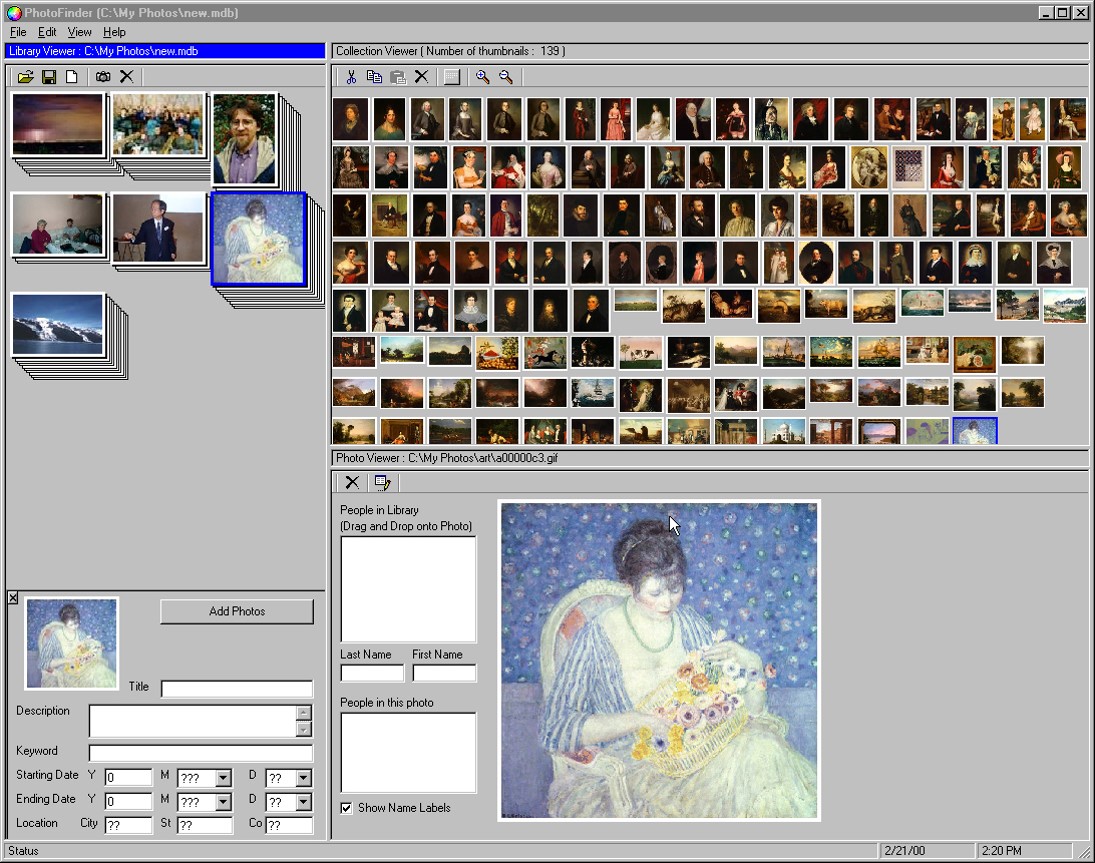 PhotoFinder [C:\My Photos\new.mdb]
File Edit View Help
Library Viewer : C:\My Photos\new.mdb
Collection Viewer ( Number of thumbnails : 139 )
Photo Viewer : C:\My Photos\art\a00000c3.gif
People in Library
(Drag and Drop onto Photo)
Last Name First Name
People in this photo
Show Name Labels
Add Photos
Title
Description
Keyword
Starting Date Y 0 M ??? D ??
Ending Date Y 0 M ??? D ??
Location City ?? St ?? Co ??
Status 2/21/00 2:20 PM